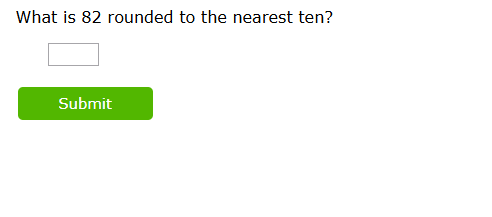 What is 82 rounded to the nearest ten?
Submit